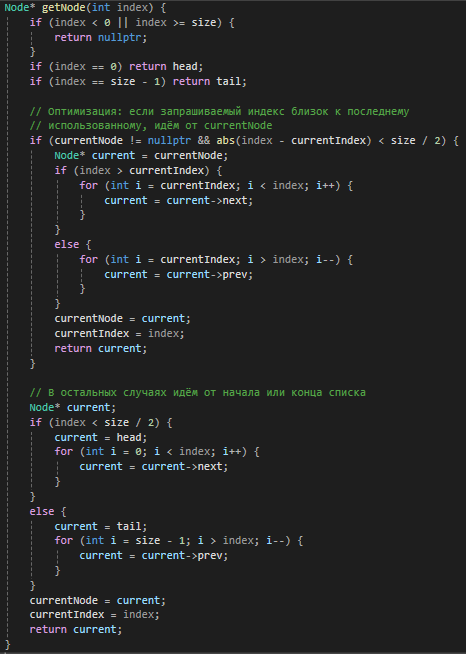 Node* getNode(int index) {
    if (index < 0 || index >= size) {
        return nullptr;
    }
    if (index == 0) return head;
    if (index == size - 1) return tail;

    // Оптимизация: если запрашиваемый индекс близок к последнему
    // использованному, идём от currentNode
    if (currentNode != nullptr && abs(index - currentIndex) < size / 2) {
        Node* current = currentNode;
        if (index > currentIndex) {
            for (int i = currentIndex; i < index; i++) {
                current = current->next;
            }
        }
        else {
            for (int i = currentIndex; i > index; i--) {
                current = current->prev;
            }
        }
        currentNode = current;
        currentIndex = index;
        return current;
    }

    // В остальных случаях идём от начала или конца списка
    Node* current;
    if (index < size / 2) {
        current = head;
        for (int i = 0; i < index; i++) {
            current = current->next;
        }
    }
    else {
        current = tail;
        for (int i = size - 1; i > index; i--) {
            current = current->prev;
        }
    }
    currentNode = current;
    currentIndex = index;
    return current;
}